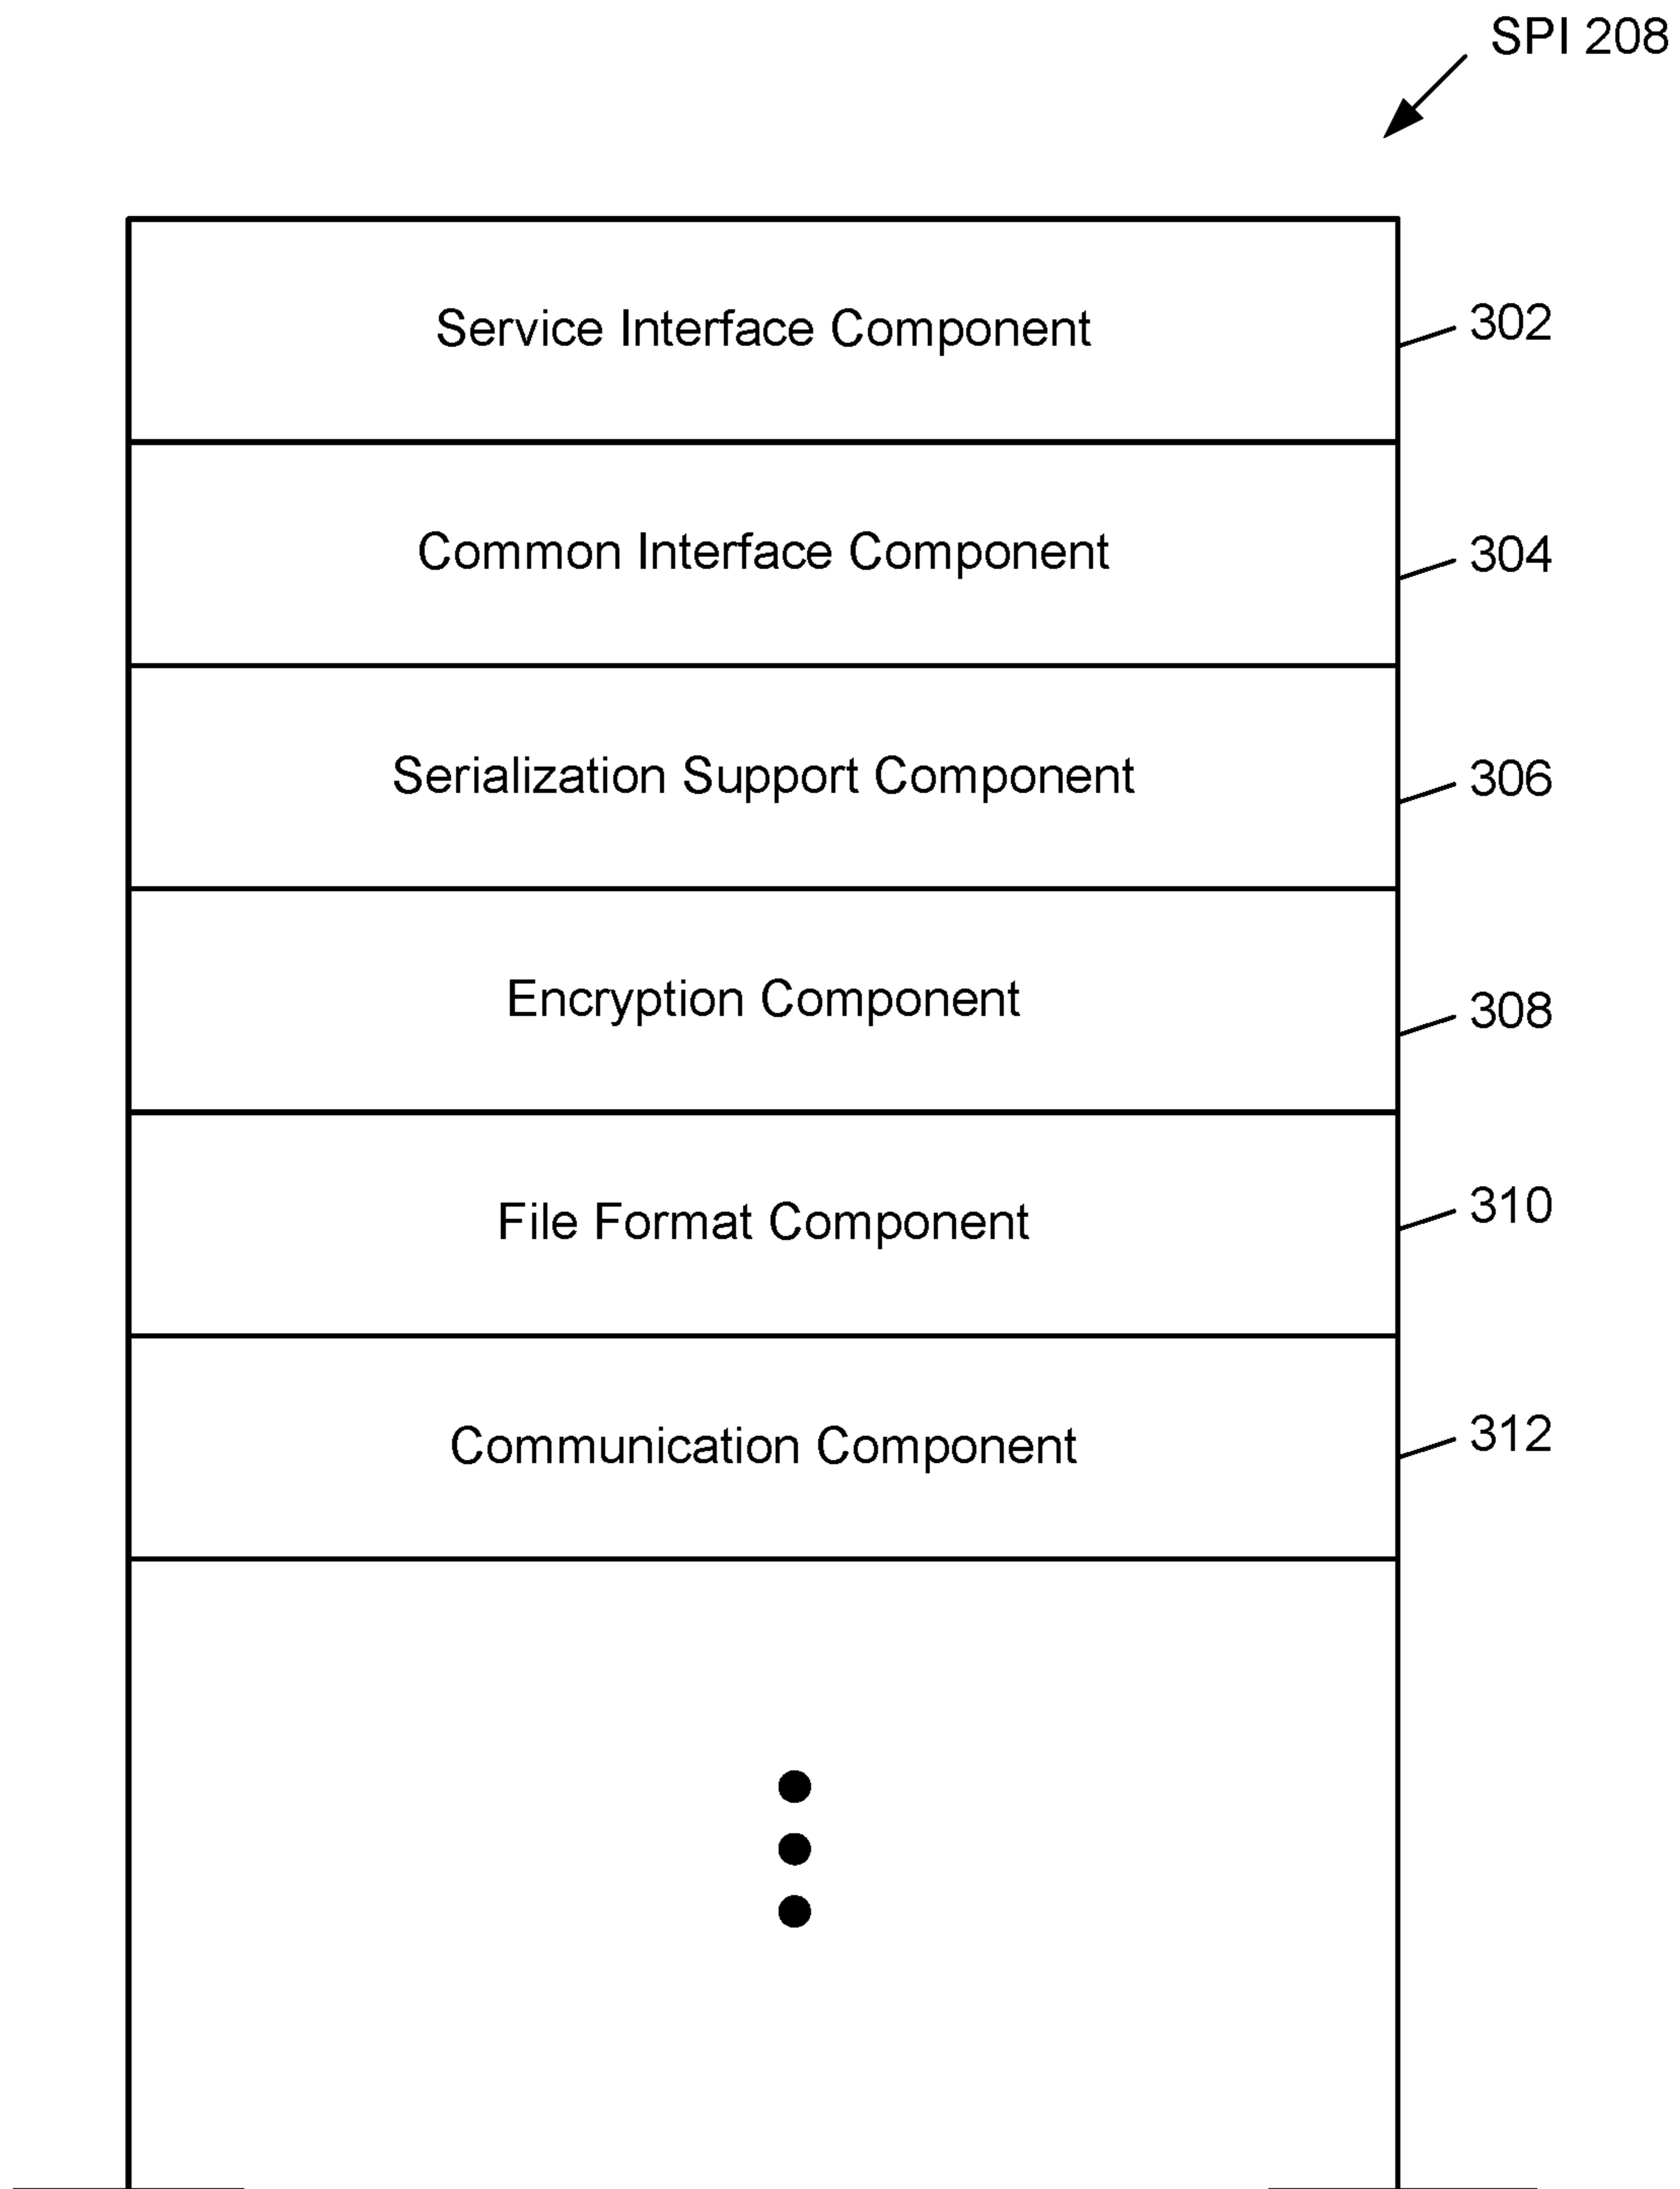 SPI 208
Service Interface Component
302
Common Interface Component
304
Serialization Support Component
306
Encryption Component
308
File Format Component
310
Communication Component
312